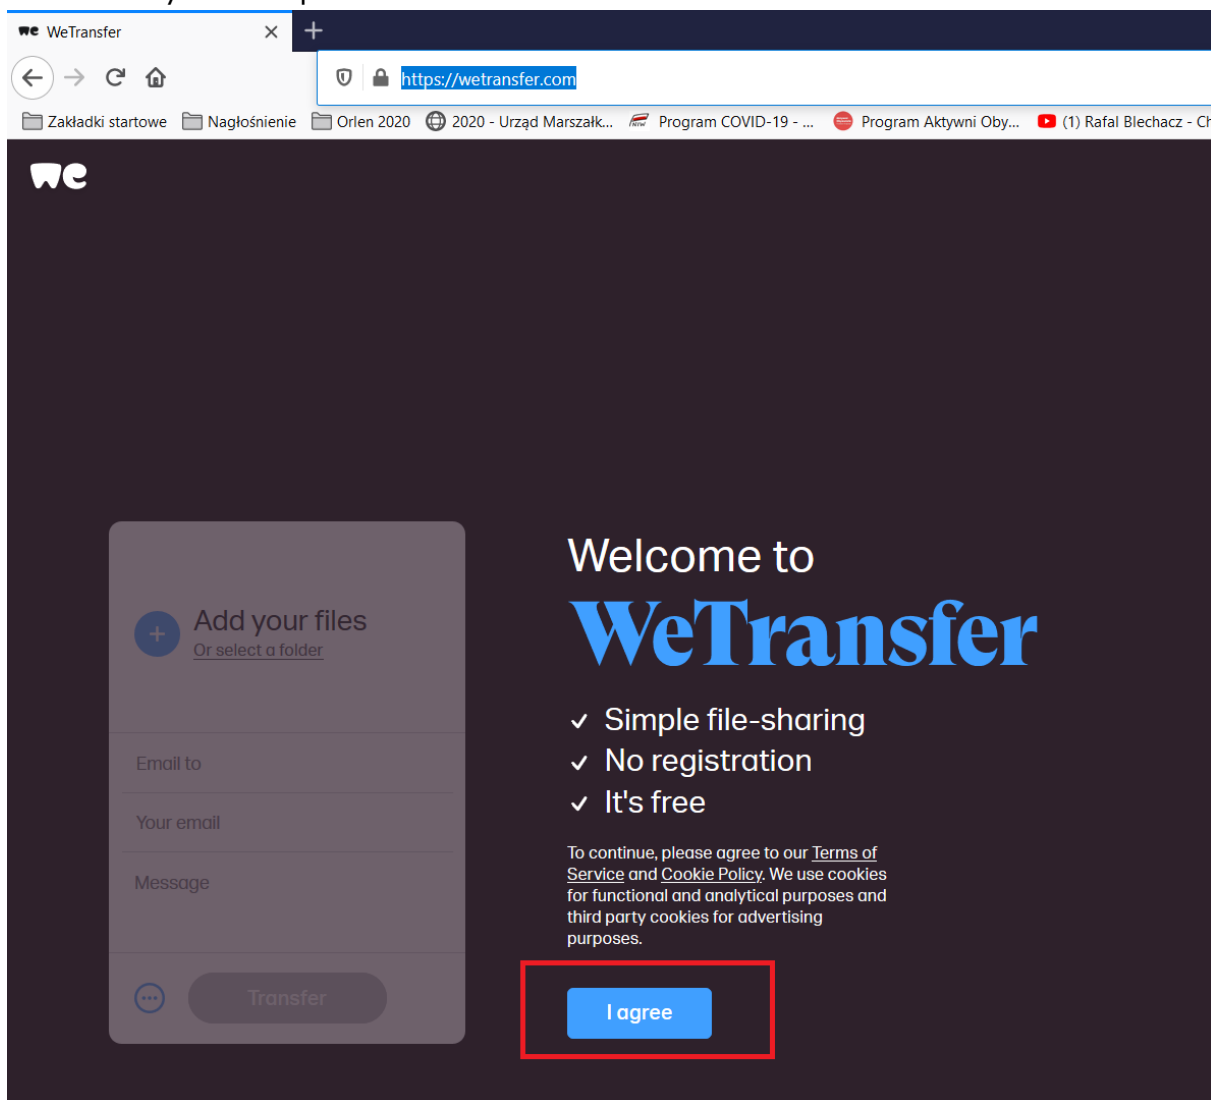 WeTransfer
https://wetransfer.com
Zakładki startowe Nagłośnienie Orlen 2020 2020 - Urząd Marszałk... Program COVID-19 - ... Program Aktywni Oby... (1) Rafal Blechacz - Ch
we
Welcome to
WeTransfer
Add your files
Or select a folder
Simple file-sharing
No registration
It's free
Email to
Your email
Message
To continue, please agree to our Terms of
Service and Cookie Policy. We use cookies
for functional and analytical purposes and
third party cookies for advertising
purposes.
Transfer
I agree